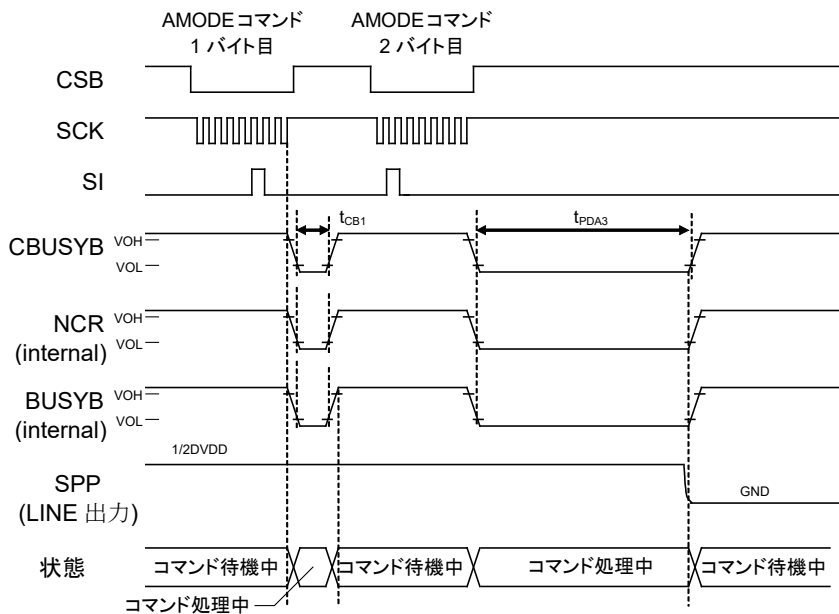 AMODEコマンド
1 バイト目
AMODEコマンド
2 バイト目
CSB
SCK
SI
tCB1
tPDA3
CBUSYB
VOH
VOL
NCR
(internal)
VOH
VOL
BUSYB
(internal)
VOH
VOL
1/2DVDD
SPP
(LINE 出力)
GND
状態
コマンド待機中
コマンド待機中
コマンド処理中
コマンド待機中
コマンド処理中